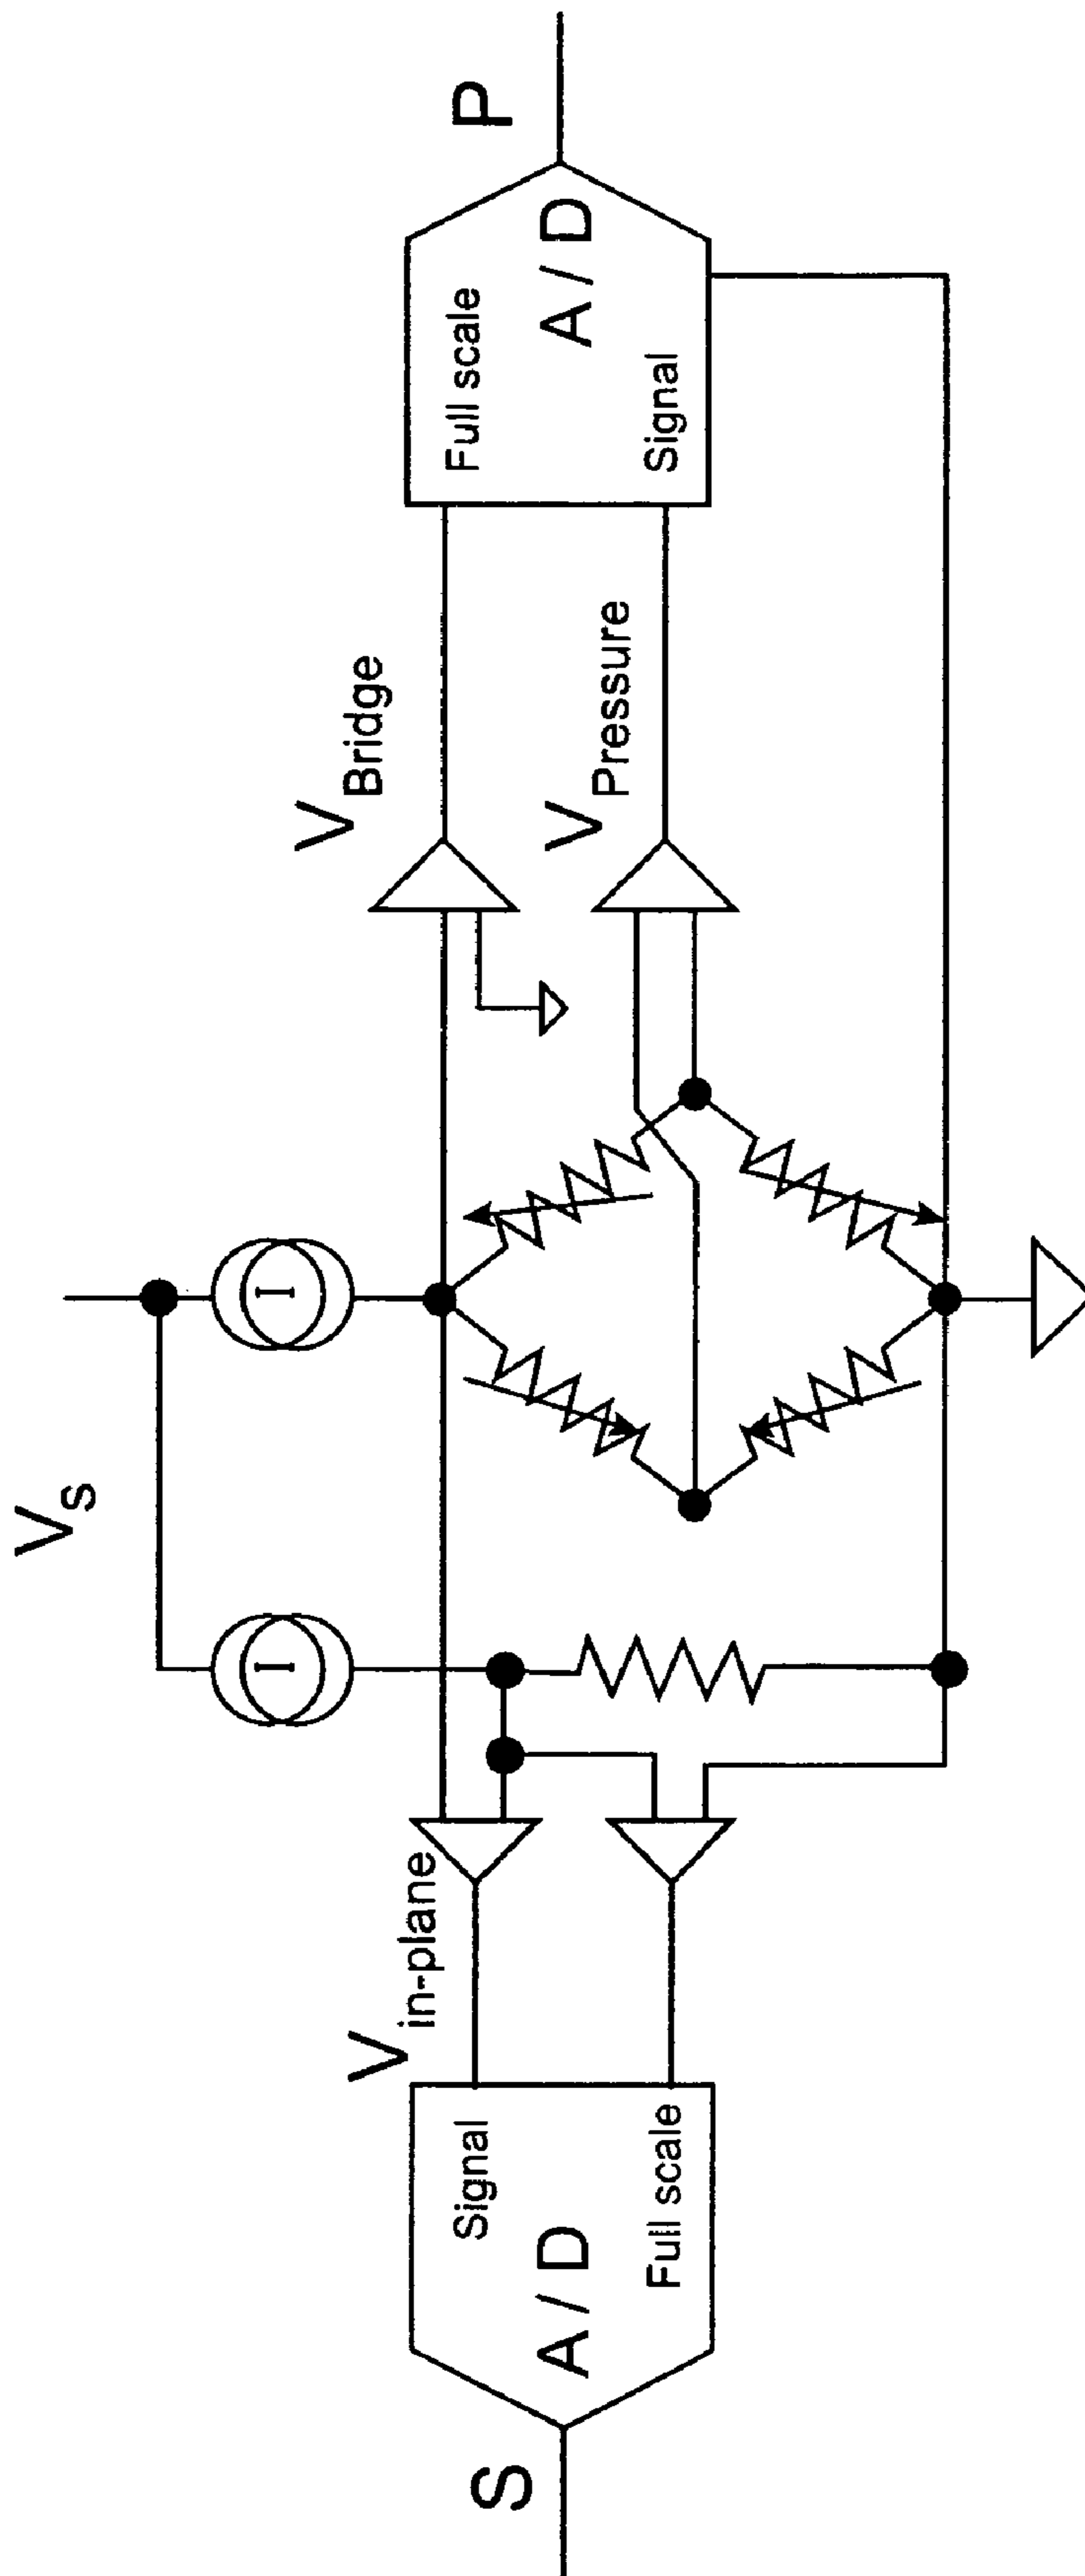 V_S
I
I
V_in-plane
V_Bridge
V_Pressure
Signal
A / D
Full scale
S
Full scale
A / D
Signal
P